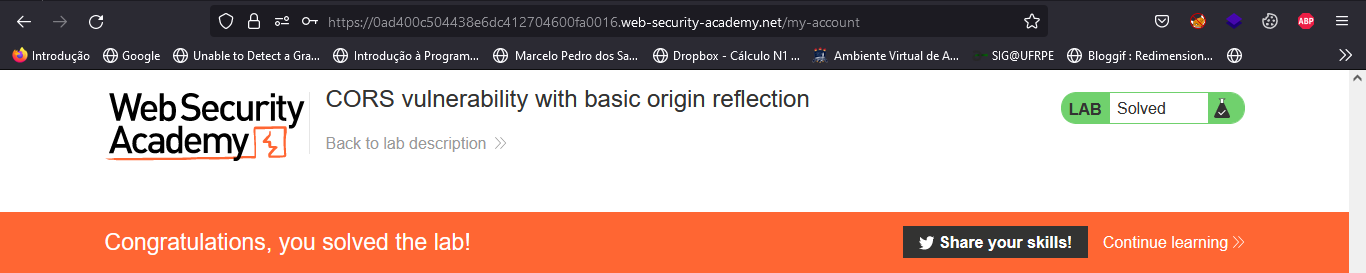 https://0ad400c504438e6dc412704600fa0016.web-security-academy.net/my-account
ABP
Introdução Google Unable to Detect a Gra... Introdução à Program... Marcelo Pedro dos Sa... Dropbox - Cálculo N1 ... Ambiente Virtual de A... SIG@UFRPE Bloggif : Redimension...
Web Security
Academy
CORS vulnerability with basic origin reflection
Back to lab description
LAB Solved
Congratulations, you solved the lab!
Share your skills!
Continue learning